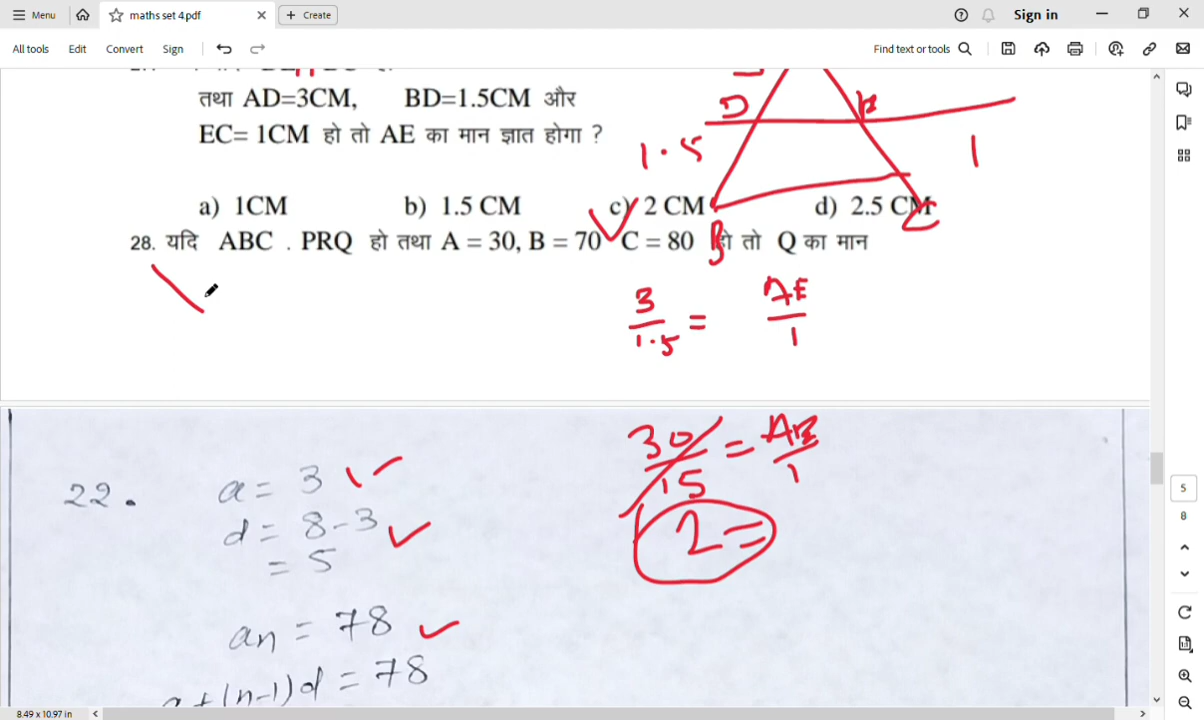 Menu
maths set 4.pdf
Create
Sign in
All tools
Edit
Convert
Sign
Find text or tools
तथा AD=3CM, BD=1.5CM और
EC= 1CM हो तो AE का मान ज्ञात होगा ?
a) 1CM b) 1.5 CM c) 2 CM d) 2.5 CM
28. यदि ABC . PRQ हो तथा A = 30, B = 70 C = 80 हो तो Q का मान
D
E
1.5
1
B
C
3/1.5 = AE/1
30/15 = AE/1
2 =
22. a = 3
d = 8-3
= 5
an = 78
a+(n-1)d = 78
5
8
8.49 x 10.97 in